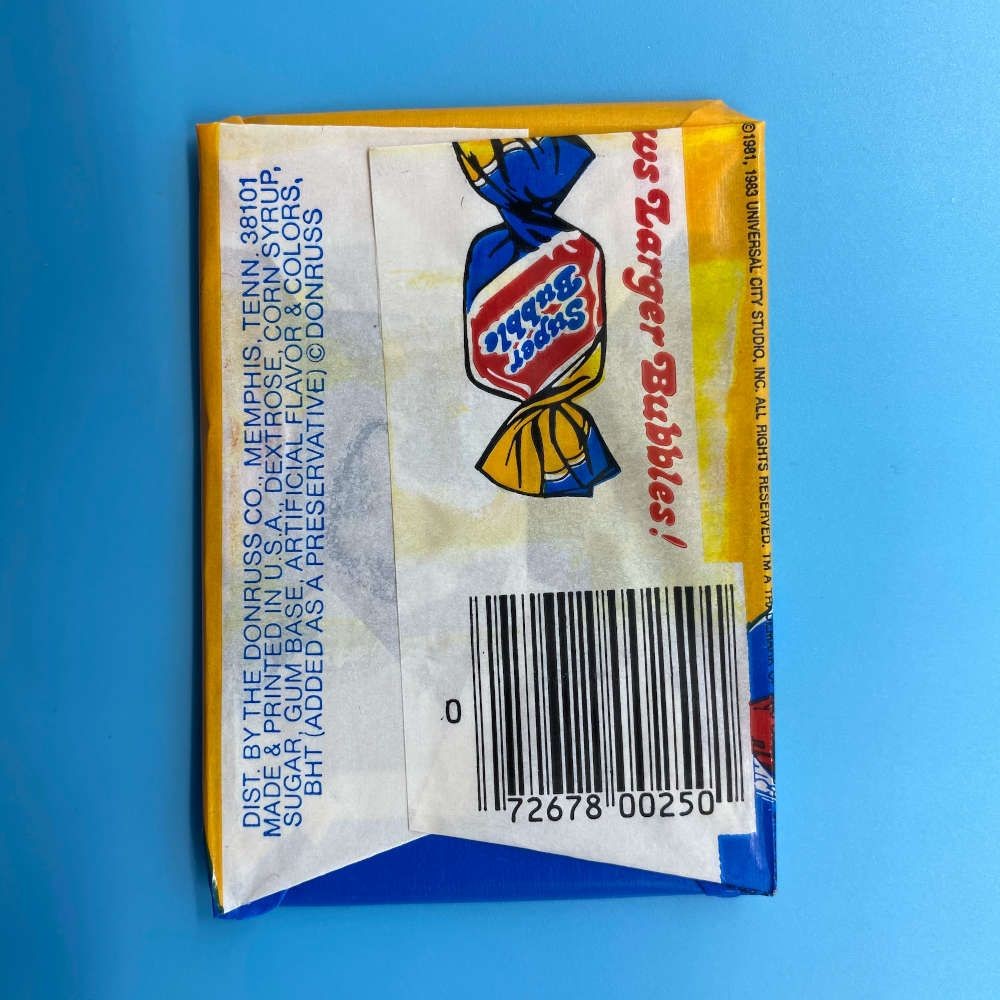 DIST. BY THE DONRUSS CO., MEMPHIS, TENN. 38101
MADE & PRINTED IN U.S.A., DEXTROSE, CORN SYRUP,
SUGAR, GUM BASE, ARTIFICIAL FLAVOR & COLORS,
BHT (ADDED AS A PRESERVATIVE) © DONRUSS
Super
Bubble
Larger Bubbles!
©1981, 1983 UNIVERSAL CITY STUDIO, INC. ALL RIGHTS RESERVED. TM A
0
72678 00250